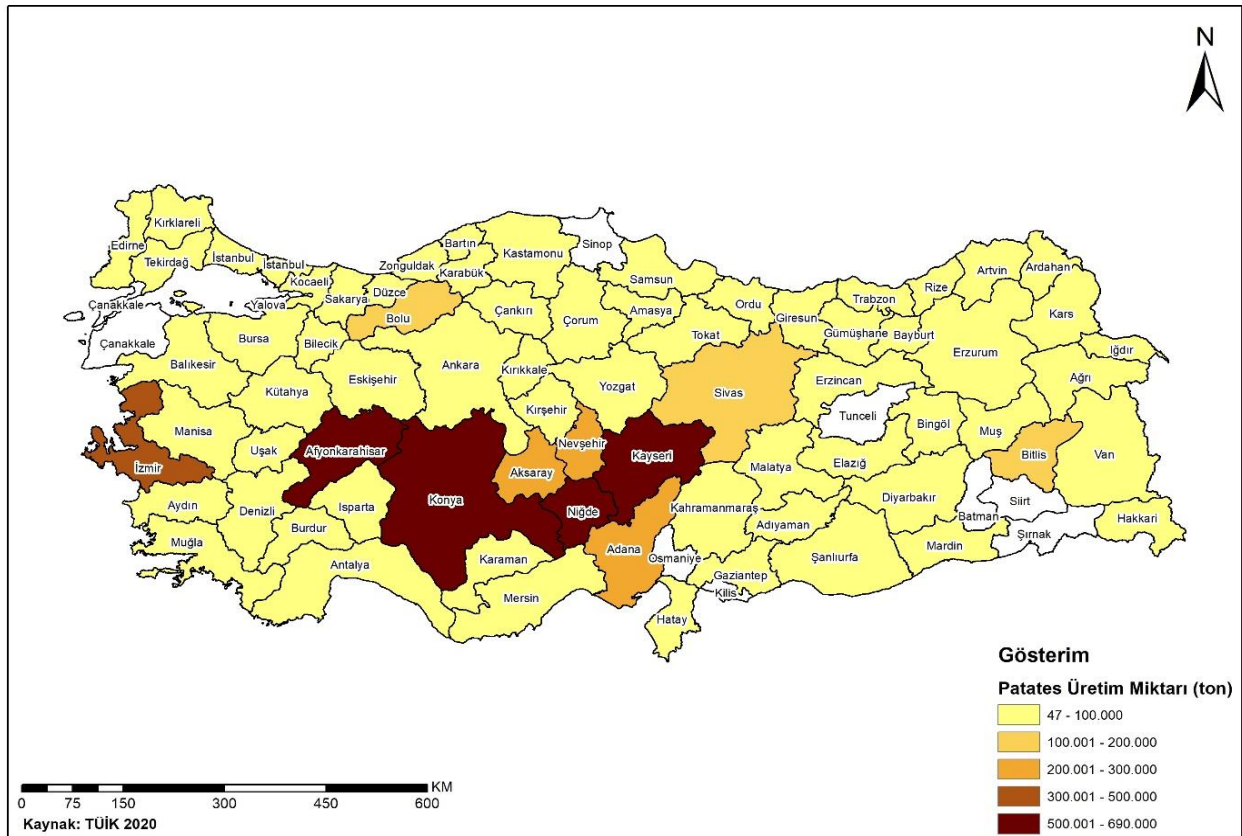 N
Kırklareli
Edirne
Tekirdağ
İstanbul
İstanbul
Kocaeli
Yalova
Çanakkale
Çanakkale
Sakarya
Düzce
Zonguldak
Bartın
Karabük
Kastamonu
Sinop
Samsun
Bolu
Çankırı
Çorum
Amasya
Tokat
Ordu
Giresun
Trabzon
Rize
Artvin
Ardahan
Kars
Gümüşhane
Bayburt
Erzurum
Iğdır
Ağrı
Balıkesir
Bursa
Bilecik
Kütahya
Eskişehir
Ankara
Kırıkkale
Yozgat
Sivas
Erzincan
Tunceli
Bingöl
Muş
Bitlis
Van
Manisa
İzmir
Uşak
Afyonkarahisar
Kırşehir
Nevşehir
Aksaray
Kayseri
Malatya
Elazığ
Diyarbakır
Batman
Siirt
Şırnak
Hakkari
Aydın
Denizli
Isparta
Konya
Niğde
Kahramanmaraş
Adıyaman
Şanlıurfa
Mardin
Muğla
Burdur
Antalya
Karaman
Mersin
Adana
Osmaniye
Gaziantep
Kilis
Hatay
Gösterim
Patates Üretim Miktarı (ton)
47 - 100.000
100.001 - 200.000
200.001 - 300.000
300.001 - 500.000
500.001 - 690.000
KM
0 75 150 300 450 600
Kaynak: TÜİK 2020